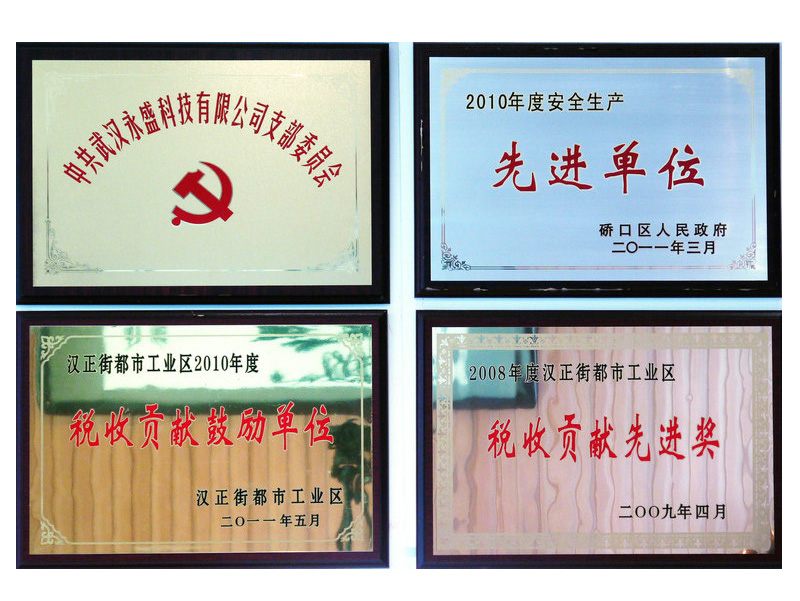 中共武汉永盛科技有限公司支部委员会
2010年度安全生产
先进单位
硚口区人民政府
二〇一一年三月
汉正街都市工业区2010年度
税收贡献鼓励单位
汉正街都市工业区
二〇一一年五月
2008年度汉正街都市工业区
税收贡献先进奖
二〇〇九年四月